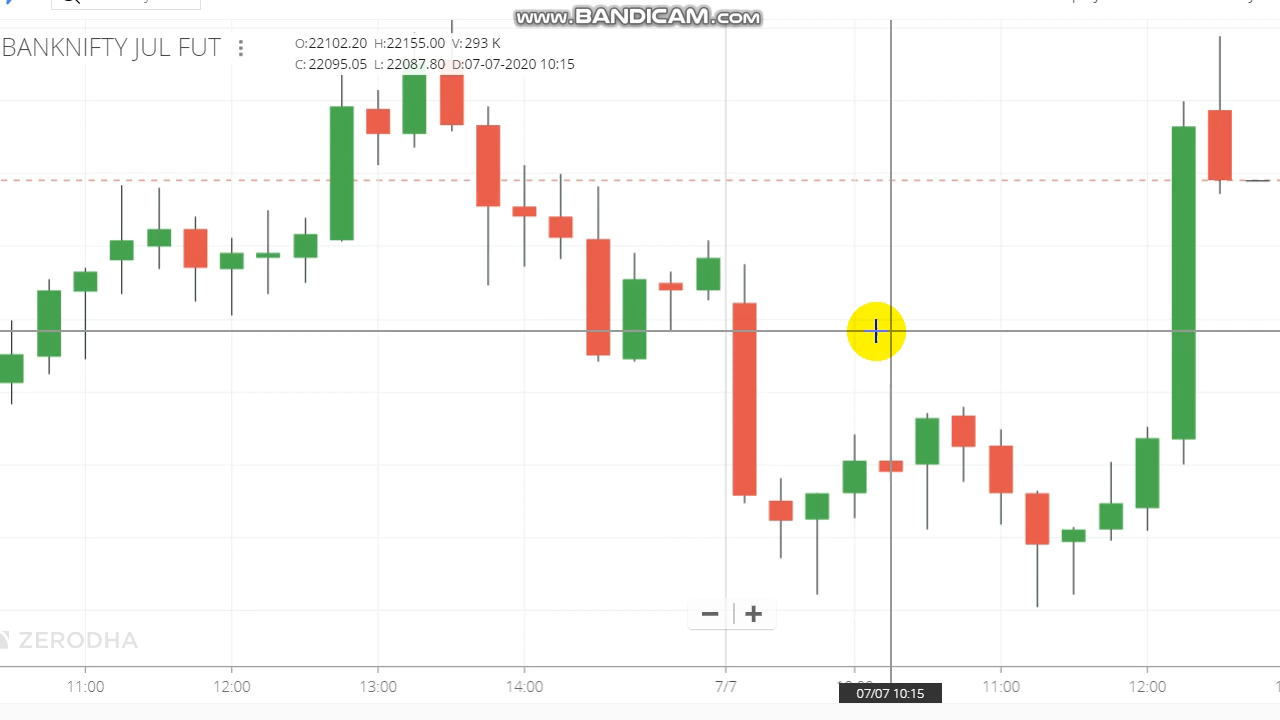 www.BANDICAM.com
BANKNIFTY JUL FUT
O:22102.20 H:22155.00 V:293 K
C: 22095.05 L: 22087.80 D:07-07-2020 10:15
ZERODHA
11:00 12:00 13:00 14:00 7/7 11:00 12:00
07/07 10:15